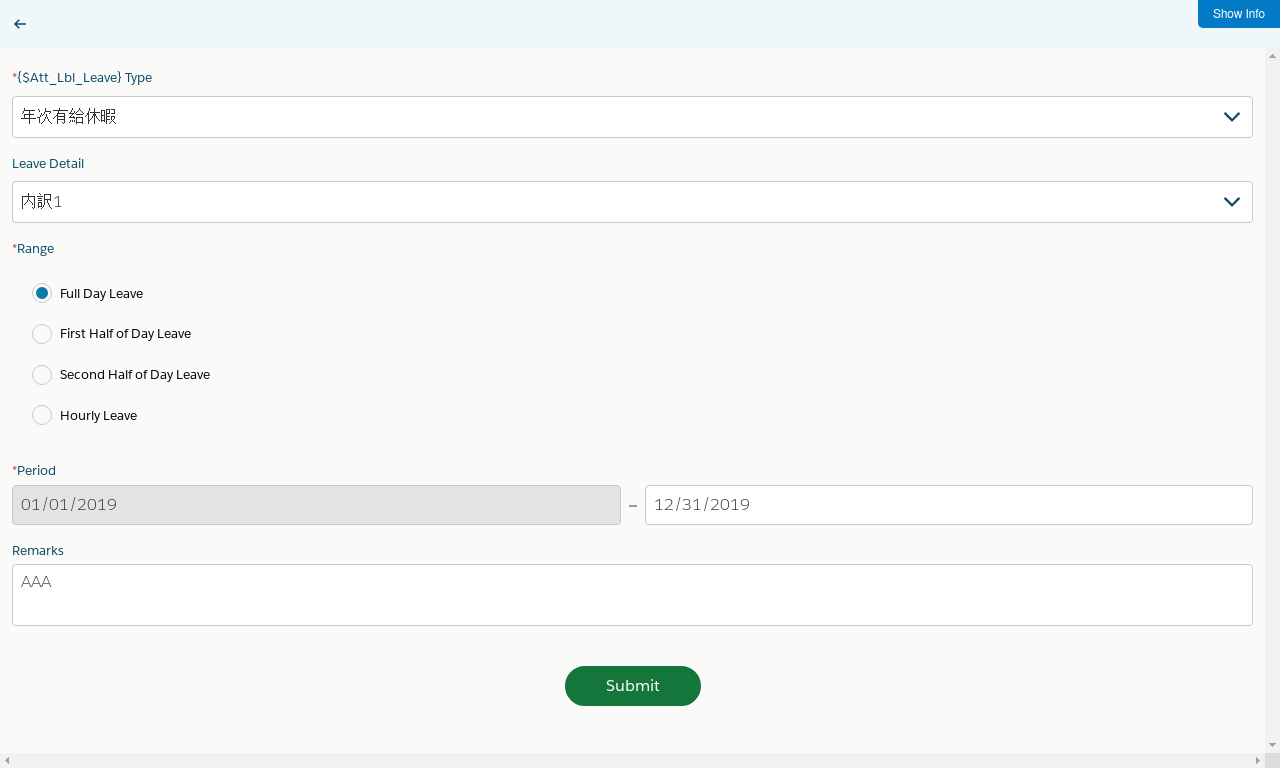 Show Info
*{$Att_Lbl_Leave} Type
年次有給休暇
Leave Detail
内訳1
*Range
Full Day Leave
First Half of Day Leave
Second Half of Day Leave
Hourly Leave
*Period
01/01/2019 – 12/31/2019
Remarks
AAA
Submit